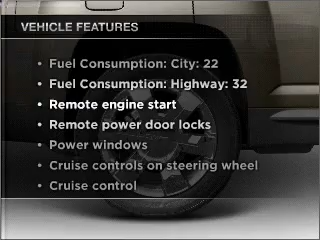 VEHICLE FEATURES
• Fuel Consumption: City: 22
• Fuel Consumption: Highway: 32
• Remote engine start
• Remote power door locks
• Power windows
• Cruise controls on steering wheel
• Cruise control